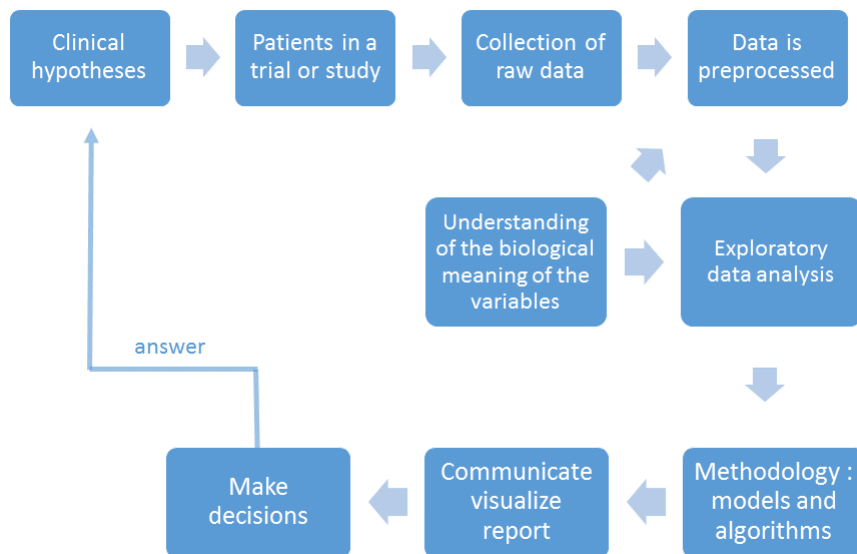 Clinical
hypotheses
Patients in a
trial or study
Collection of
raw data
Data is
preprocessed
Understanding
of the biological
meaning of the
variables
Exploratory
data analysis
answer
Make
decisions
Communicate
visualize
report
Methodology :
models and
algorithms